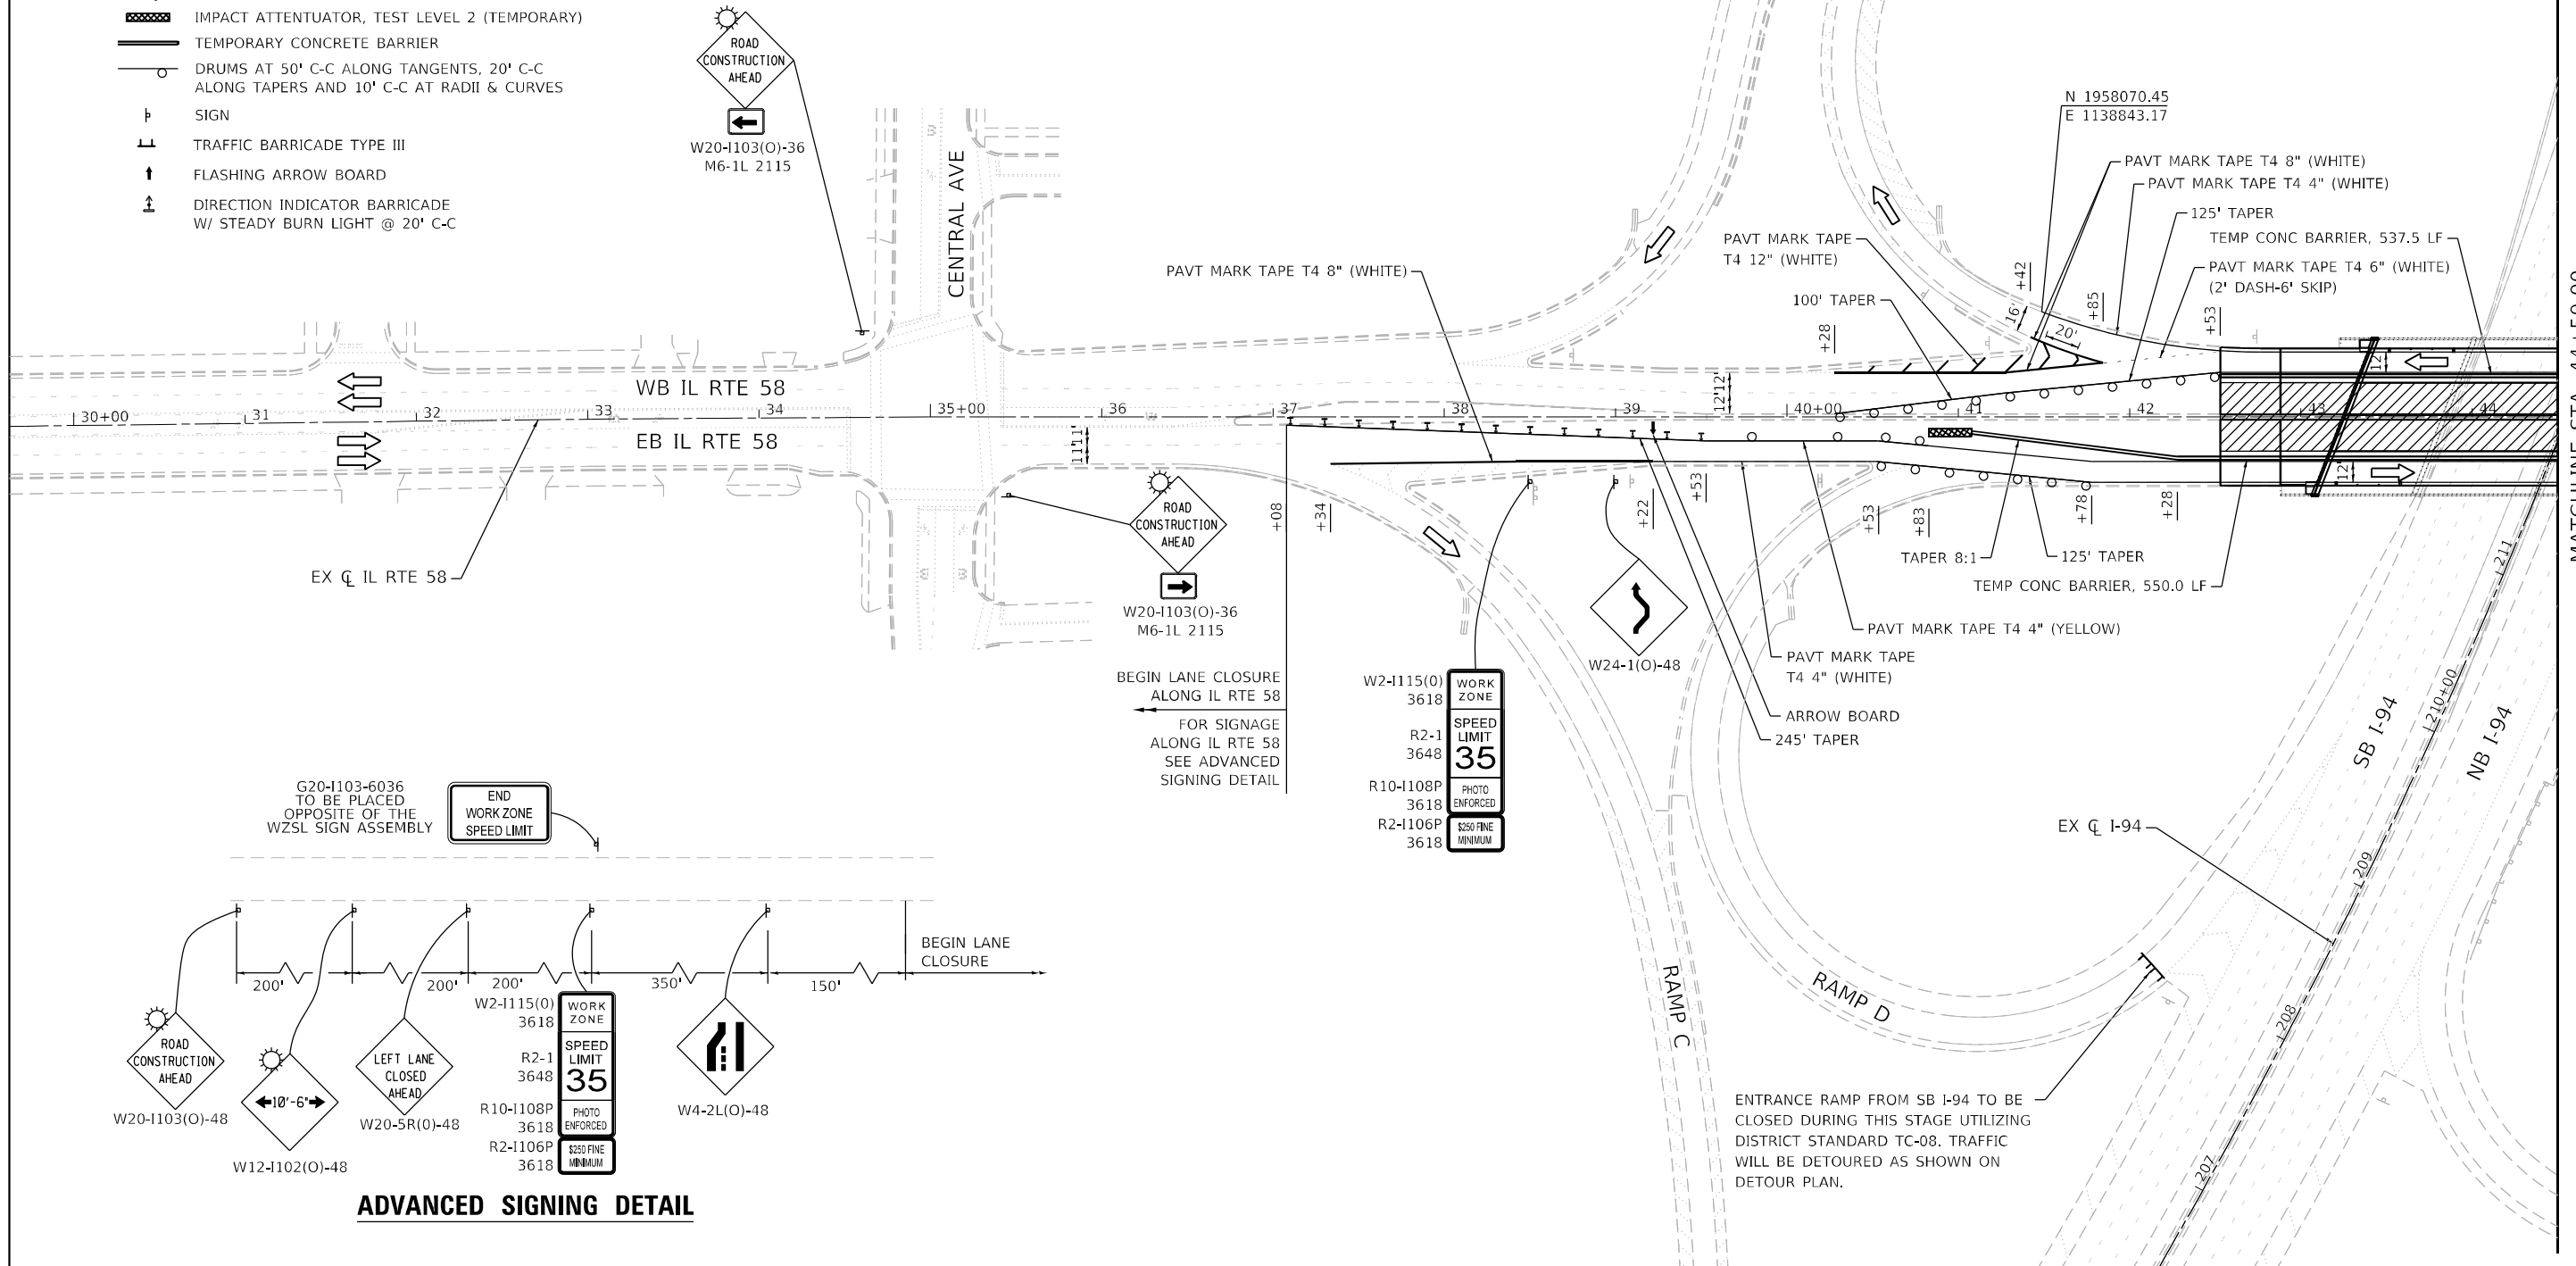 IMPACT ATTENTUATOR, TEST LEVEL 2 (TEMPORARY)
TEMPORARY CONCRETE BARRIER
DRUMS AT 50' C-C ALONG TANGENTS, 20' C-C
ALONG TAPERS AND 10' C-C AT RADII & CURVES
SIGN
TRAFFIC BARRICADE TYPE III
FLASHING ARROW BOARD
DIRECTION INDICATOR BARRICADE
W/ STEADY BURN LIGHT @ 20' C-C
ROAD
CONSTRUCTION
AHEAD
W20-I103(O)-36
M6-1L 2115
CENTRAL AVE
N 1958070.45
E 1138843.17
PAVT MARK TAPE T4 8" (WHITE)
PAVT MARK TAPE T4 4" (WHITE)
125' TAPER
TEMP CONC BARRIER, 537.5 LF
PAVT MARK TAPE T4 6" (WHITE)
(2' DASH-6' SKIP)
PAVT MARK TAPE
T4 12" (WHITE)
100' TAPER
PAVT MARK TAPE T4 8" (WHITE)
+28
+42
+85
+53
16'
20'
12'
12'
12'
WB IL RTE 58
30+00
31
32
33
34
35+00
36
37
38
39
40+00
41
42
43
44
EB IL RTE 58
11'
11'
12'
EX CL IL RTE 58
MATCHLINE STA. 44+50.00
ROAD
CONSTRUCTION
AHEAD
W20-I103(O)-36
M6-1L 2115
+08
+34
+22
+53
+53
+83
+78
+28
TAPER 8:1
125' TAPER
TEMP CONC BARRIER, 550.0 LF
PAVT MARK TAPE T4 4" (YELLOW)
PAVT MARK TAPE
T4 4" (WHITE)
ARROW BOARD
245' TAPER
W24-1(O)-48
BEGIN LANE CLOSURE
ALONG IL RTE 58
FOR SIGNAGE
ALONG IL RTE 58
SEE ADVANCED
SIGNING DETAIL
W2-I115(0)
3618
R2-1
3648
R10-I108P
3618
R2-I106P
3618
WORK
ZONE
SPEED
LIMIT
35
PHOTO
ENFORCED
$250 FINE
MINIMUM
211
210+00
209
208
207
SB I-94
NB I-94
EX CL I-94
RAMP C
RAMP D
ENTRANCE RAMP FROM SB I-94 TO BE
CLOSED DURING THIS STAGE UTILIZING
DISTRICT STANDARD TC-08. TRAFFIC
WILL BE DETOURED AS SHOWN ON
DETOUR PLAN.
G20-I103-6036
TO BE PLACED
OPPOSITE OF THE
WZSL SIGN ASSEMBLY
END
WORK ZONE
SPEED LIMIT
BEGIN LANE
CLOSURE
200'
200'
200'
350'
150'
ROAD
CONSTRUCTION
AHEAD
W20-I103(O)-48
10'-6"
W12-I102(O)-48
LEFT LANE
CLOSED
AHEAD
W20-5R(0)-48
W2-I115(0)
3618
R2-1
3648
R10-I108P
3618
R2-I106P
3618
WORK
ZONE
SPEED
LIMIT
35
PHOTO
ENFORCED
$250 FINE
MINIMUM
W4-2L(O)-48
ADVANCED SIGNING DETAIL